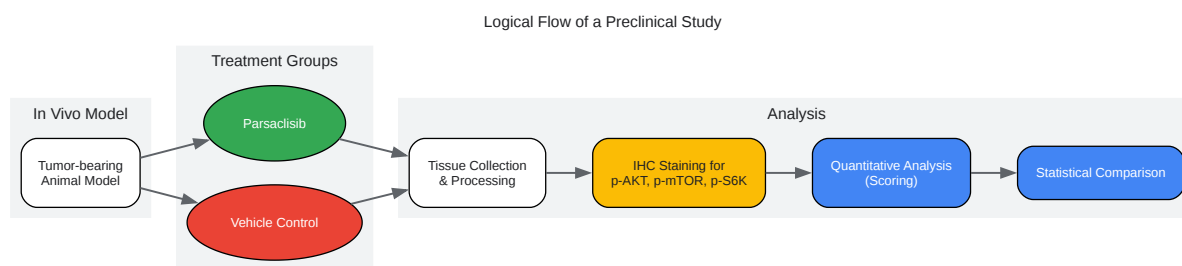 Logical Flow of a Preclinical Study
In Vivo Model
Tumor-bearing
Animal Model
Treatment Groups
Parsaclisib
Vehicle Control
Analysis
Tissue Collection
& Processing
IHC Staining for
p-AKT, p-mTOR, p-S6K
Quantitative Analysis
(Scoring)
Statistical Comparison